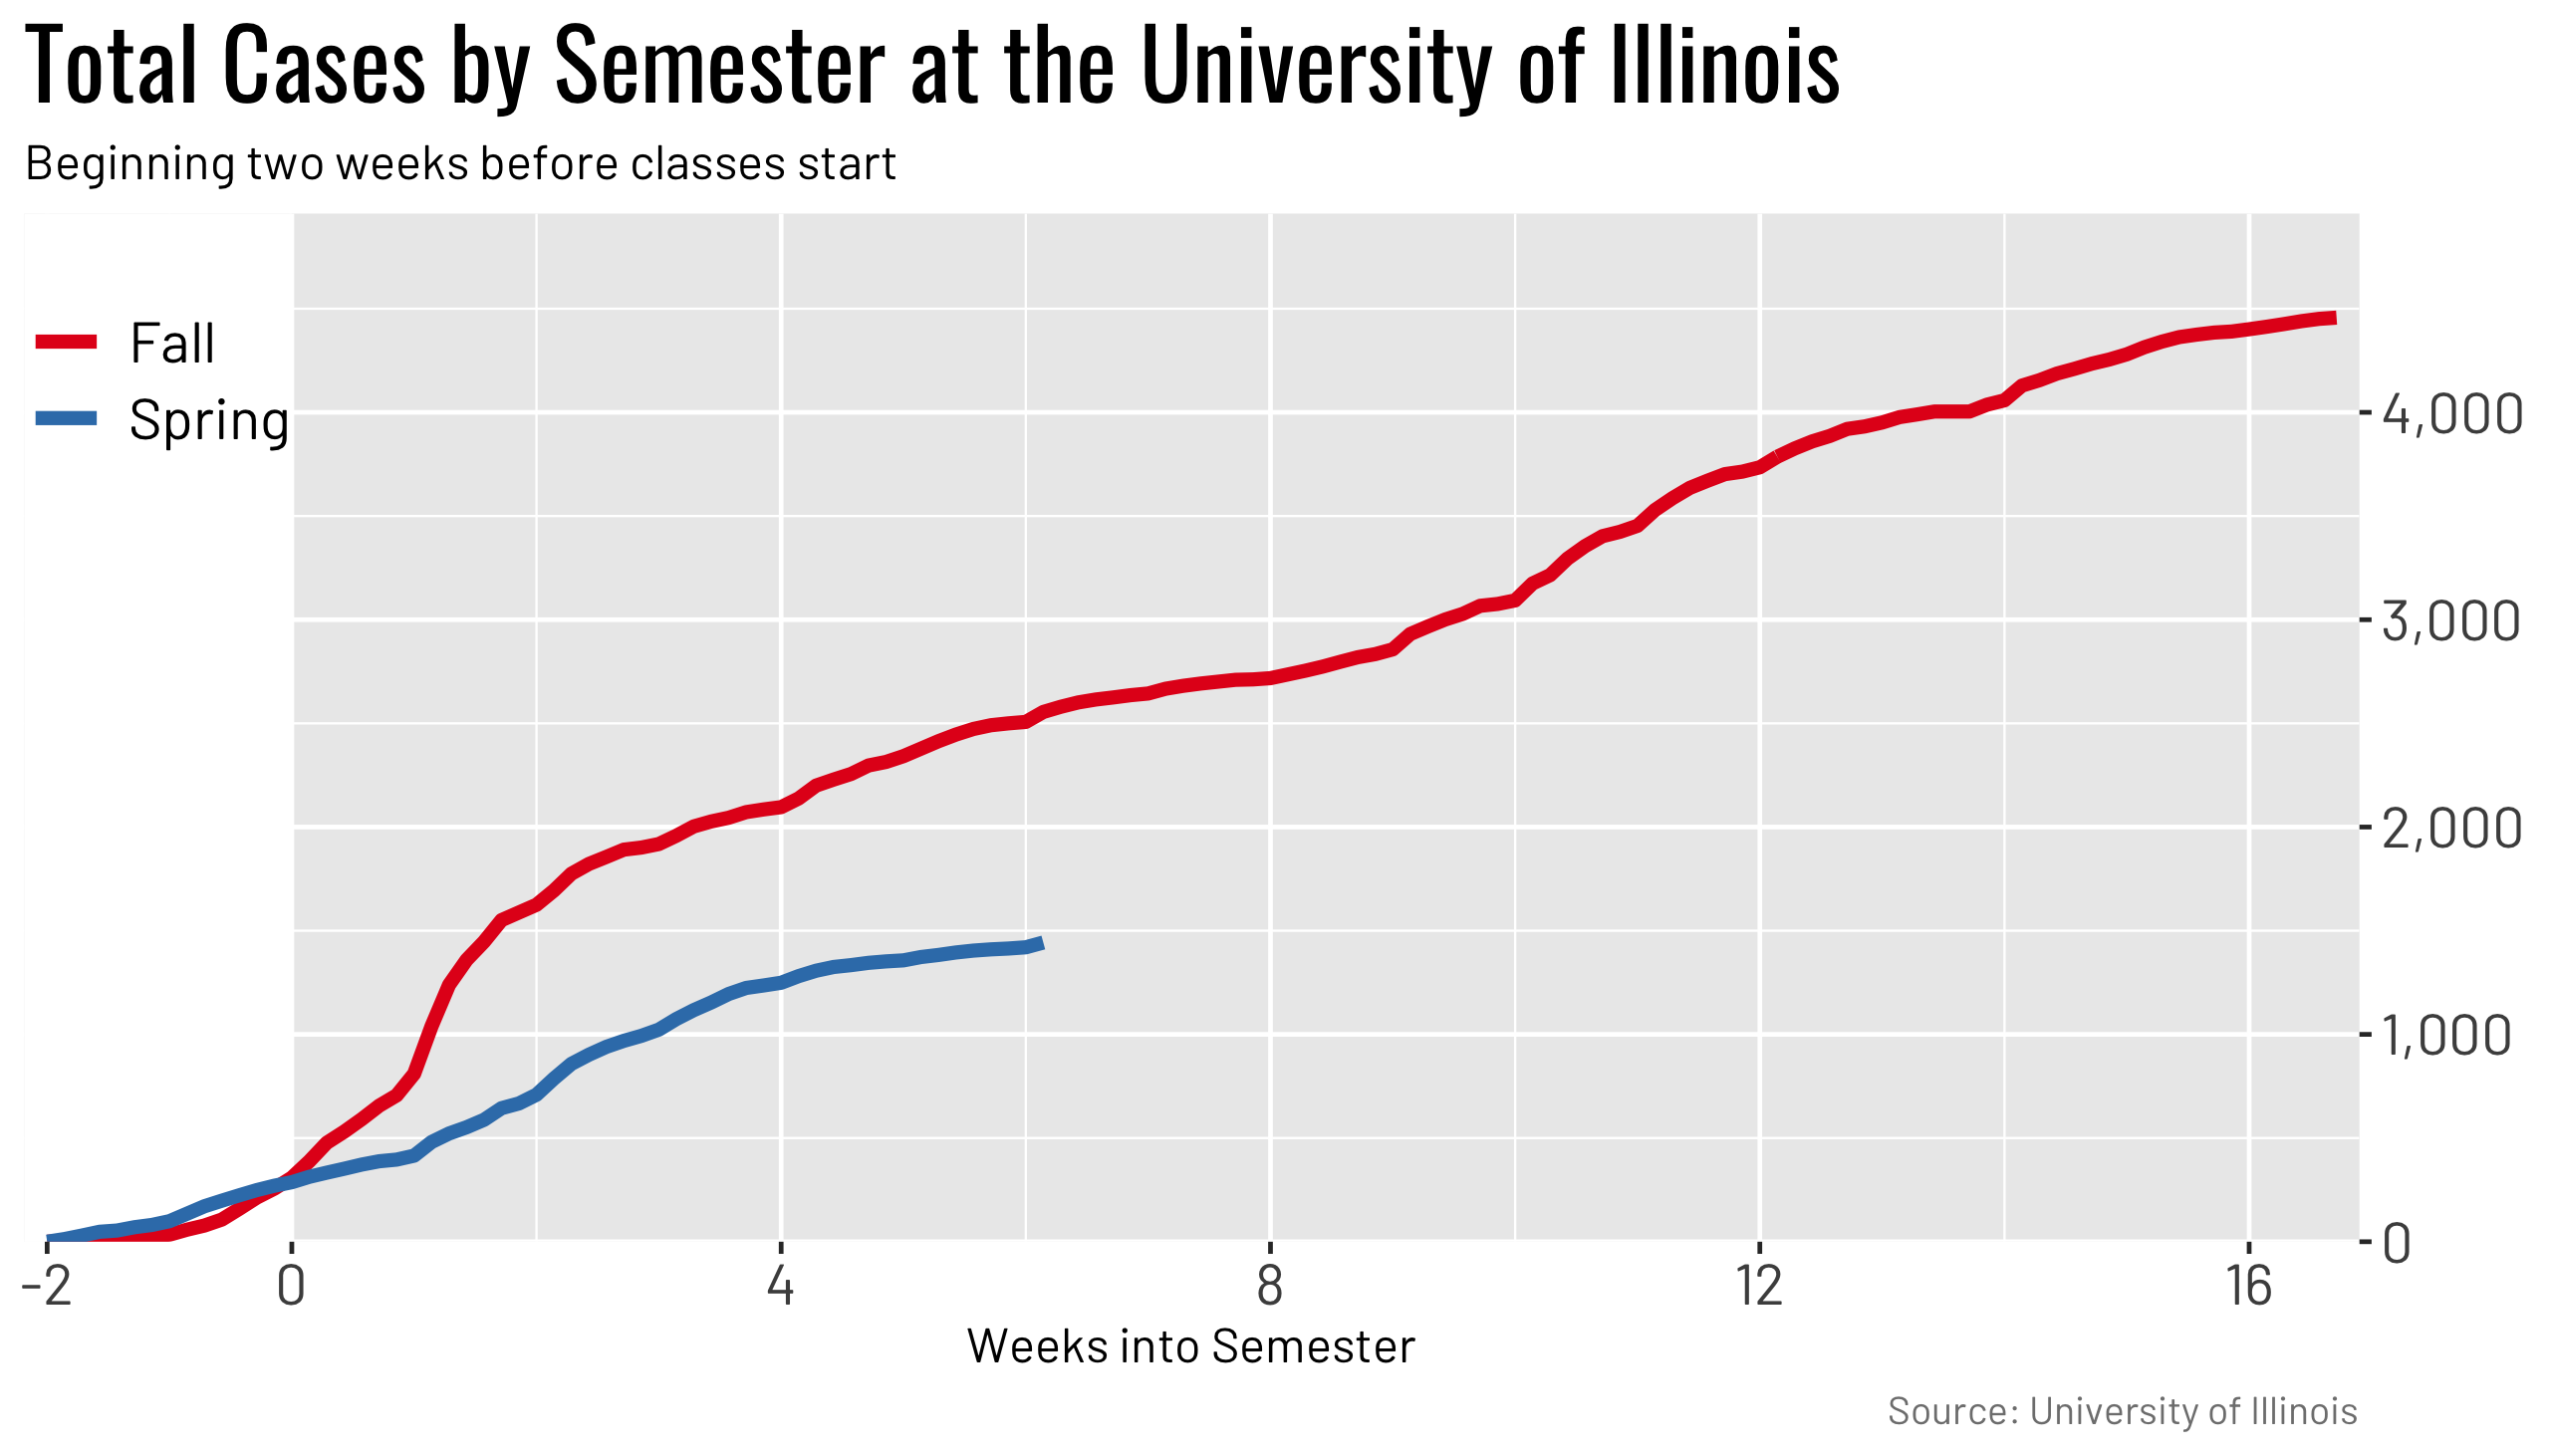 Total Cases by Semester at the University of Illinois
Beginning two weeks before classes start
Fall
Spring
4,000
3,000
2,000
1,000
0
-2 0 4 8 12 16
Weeks into Semester
Source: University of Illinois